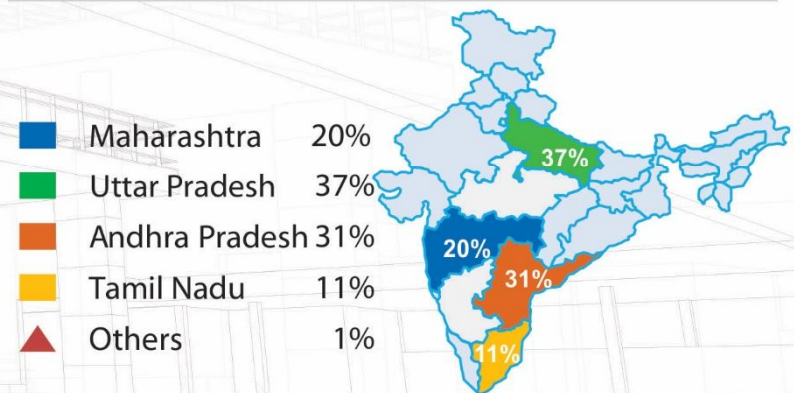 Maharashtra 20%
Uttar Pradesh 37%
Andhra Pradesh 31%
Tamil Nadu 11%
Others 1%
37%
20%
31%
11%